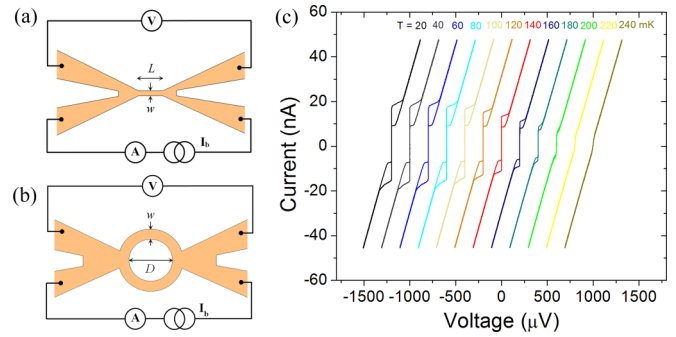 (a)
V
L
w
A
I_b
(b)
V
w
D
A
I_b
(c)
T = 20 40 60 80 100 120 140 160 180 200 220 240 mK
Current (nA)
60
40
20
0
-20
-40
-60
-1500 -1000 -500 0 500 1000 1500
Voltage (μV)